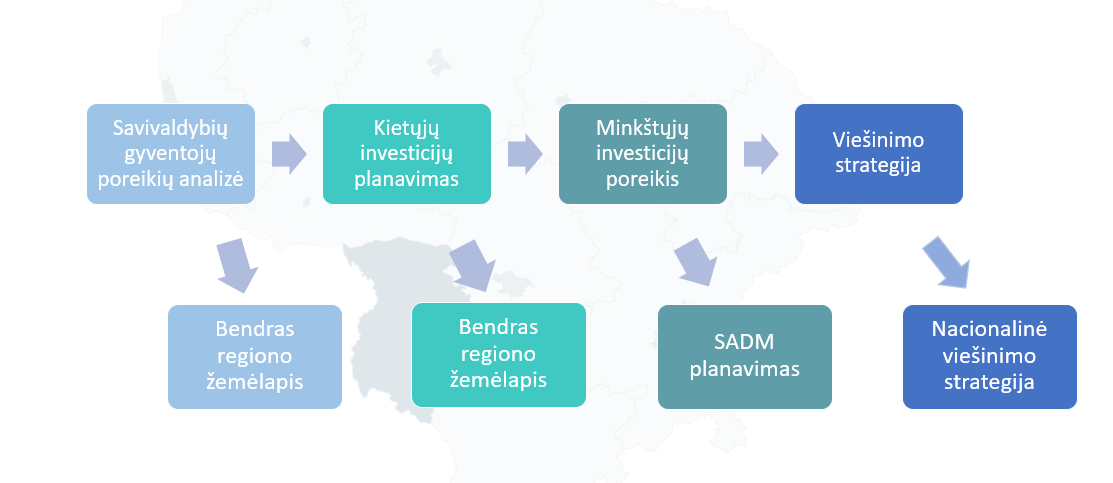 Savivaldybių
gyventojų
poreikių analizė
Kietųjų
investicijų
planavimas
Minkštųjų
investicijų
poreikis
Viešinimo
strategija
Bendras
regiono
žemėlapis
Bendras
regiono
žemėlapis
SADM
planavimas
Nacionalinė
viešinimo
strategija